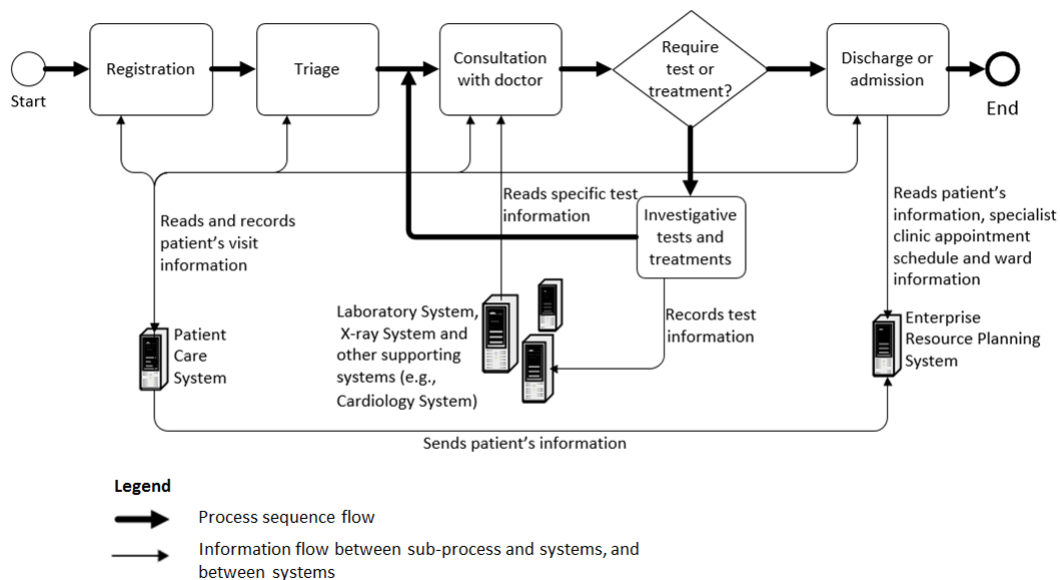 Start
Registration
Triage
Consultation
with doctor
Require
test or
treatment?
Discharge or
admission
End
Reads and records
patient's visit
information
Reads specific test
information
Investigative
tests and
treatments
Reads patient's
information, specialist
clinic appointment
schedule and ward
information
Patient
Care
System
Laboratory System,
X-ray System and
other supporting
systems (e.g.,
Cardiology System)
Records test
information
Enterprise
Resource Planning
System
Sends patient's information
Legend
Process sequence flow
Information flow between sub-process and systems, and
between systems